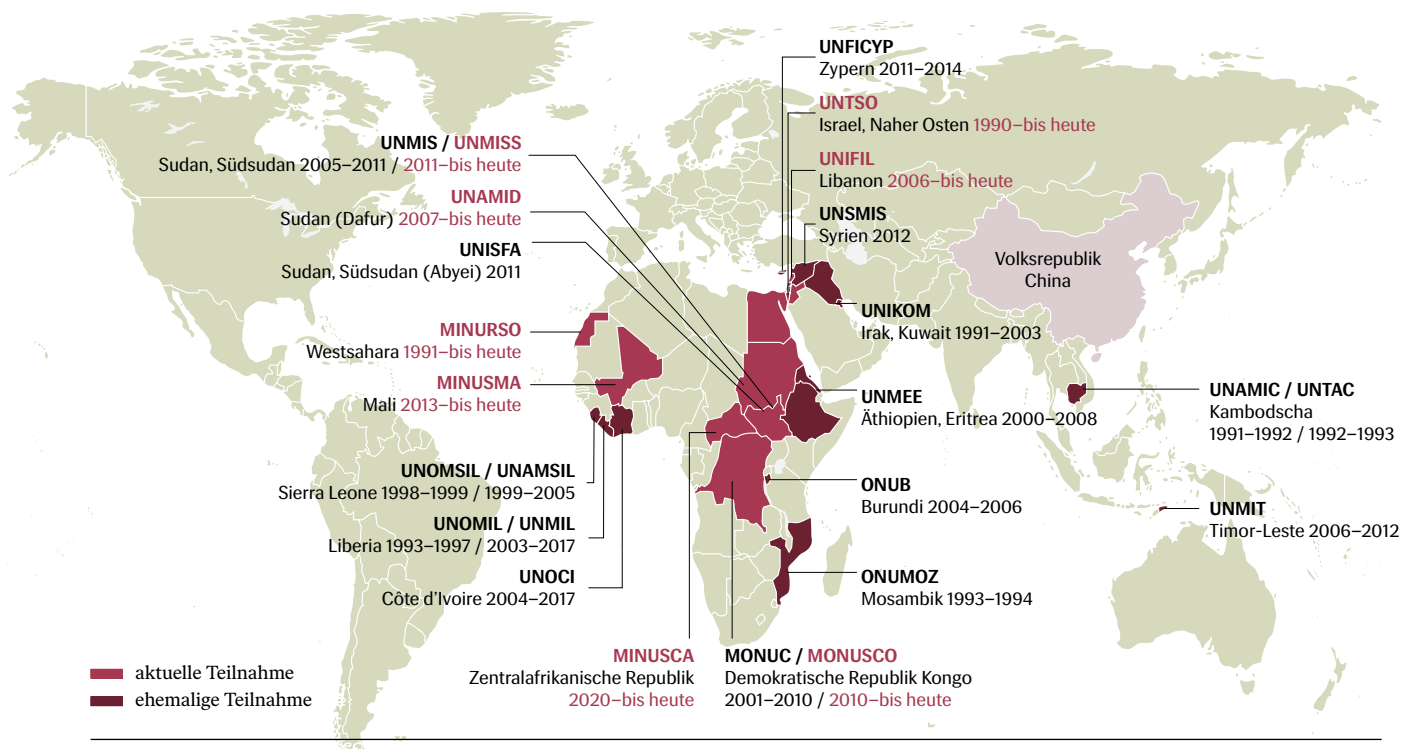 UNFICYP
Zypern 2011–2014
UNTSO
Israel, Naher Osten 1990–bis heute
UNIFIL
Libanon 2006–bis heute
UNSMIS
Syrien 2012
Volksrepublik
China
UNIKOM
Irak, Kuwait 1991–2003
UNMIS / UNMISS
Sudan, Südsudan 2005–2011 / 2011–bis heute
UNAMID
Sudan (Dafur) 2007–bis heute
UNISFA
Sudan, Südsudan (Abyei) 2011
MINURSO
Westsahara 1991–bis heute
MINUSMA
Mali 2013–bis heute
UNMEE
Äthiopien, Eritrea 2000–2008
UNAMIC / UNTAC
Kambodscha
1991–1992 / 1992–1993
UNOMSIL / UNAMSIL
Sierra Leone 1998–1999 / 1999–2005
ONUB
Burundi 2004–2006
UNMIT
Timor-Leste 2006–2012
UNOMIL / UNMIL
Liberia 1993–1997 / 2003–2017
UNOCI
Côte d'Ivoire 2004–2017
ONUMOZ
Mosambik 1993–1994
MINUSCA
Zentralafrikanische Republik
2020–bis heute
MONUC / MONUSCO
Demokratische Republik Kongo
2001–2010 / 2010–bis heute
aktuelle Teilnahme
ehemalige Teilnahme